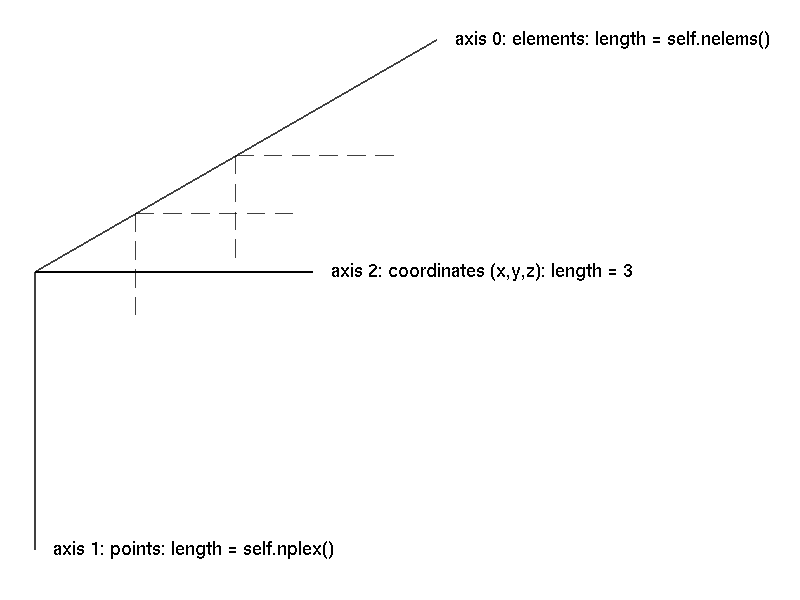 axis 0: elements: length = self.nelems()
axis 2: coordinates (x,y,z): length = 3
axis 1: points: length = self.nplex()